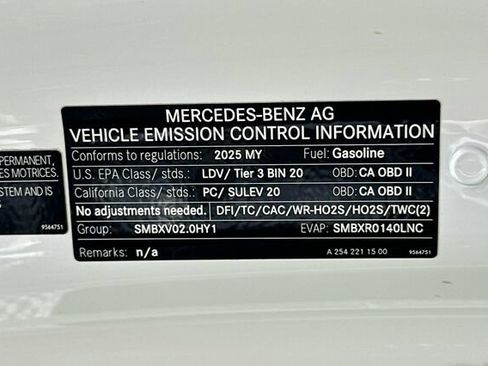 MERCEDES-BENZ AG
VEHICLE EMISSION CONTROL INFORMATION
Conforms to regulations: 2025 MY Fuel: Gasoline
U.S. EPA Class/ stds.: LDV/ Tier 3 BIN 20 OBD: CA OBD II
California Class/ stds.: PC/ SULEV 20 OBD: CA OBD II
No adjustments needed. DFI/TC/CAC/WR-HO2S/HO2S/TWC(2)
Group: SMBXV02.0HY1 EVAP: SMBXR0140LNC
Remarks: n/a A 254 221 15 00 9564751
PERMANENT,
ES MOTRICES.
STEM AND IS
9564751